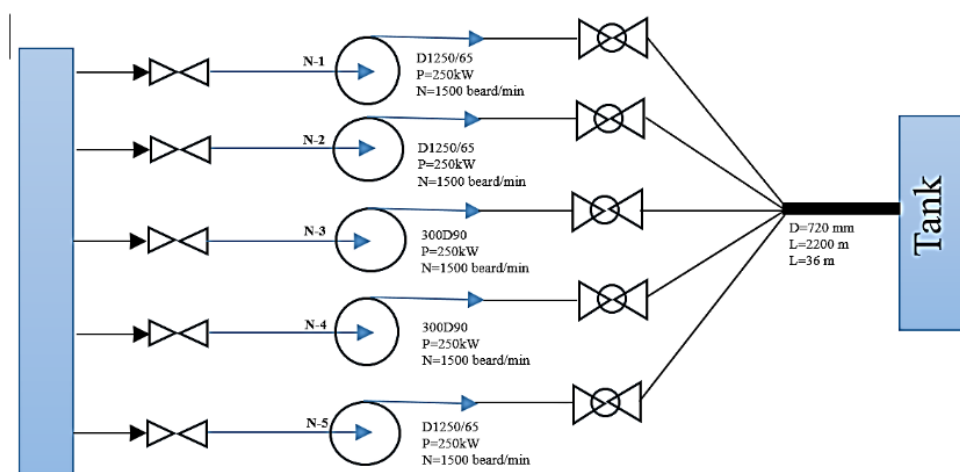 N-1
D1250/65
P=250kW
N=1500 beard/min
N-2
D1250/65
P=250kW
N=1500 beard/min
N-3
300D90
P=250kW
N=1500 beard/min
N-4
300D90
P=250kW
N=1500 beard/min
N-5
D1250/65
P=250kW
N=1500 beard/min
D=720 mm
L=2200 m
L=36 m
Tank